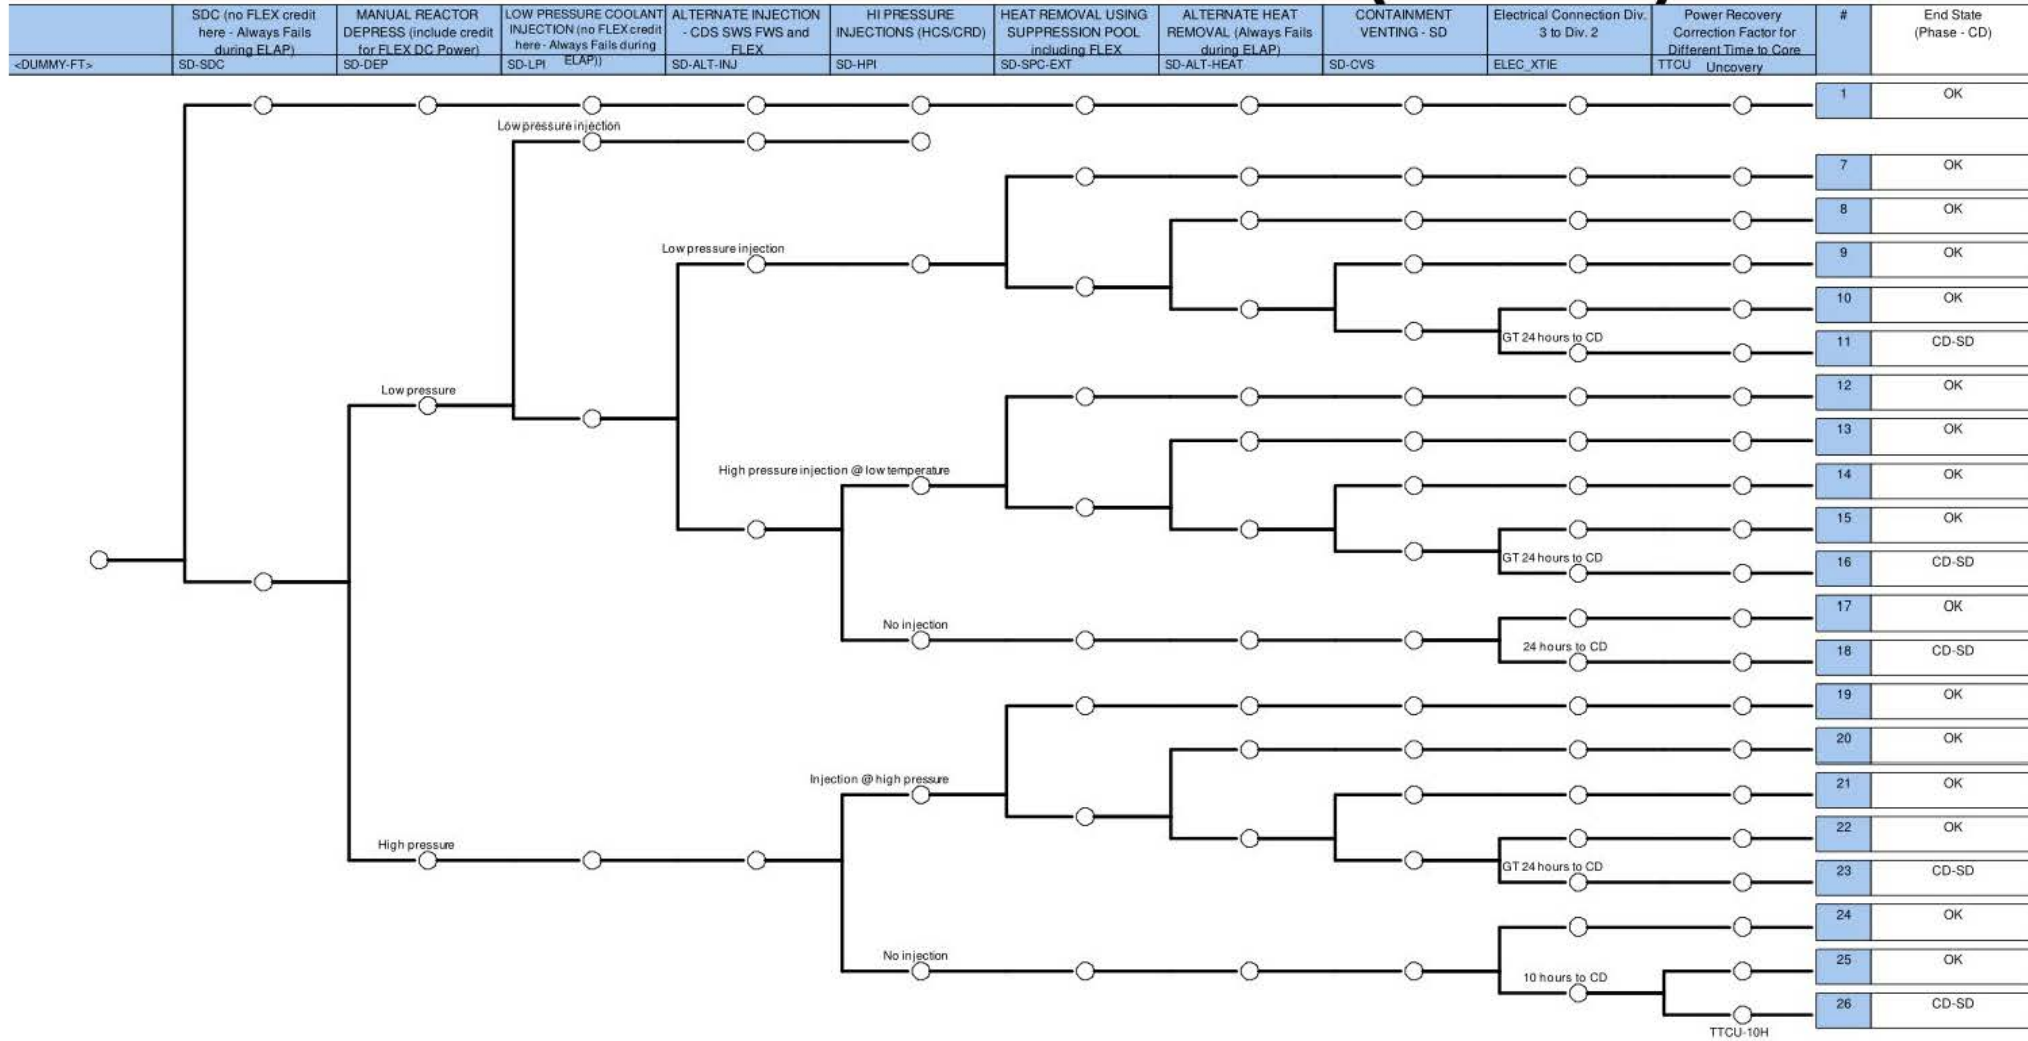 SDC (no FLEX credit
here - Always Fails
during ELAP)
MANUAL REACTOR
DEPRESS (include credit
for FLEX DC Power)
LOW PRESSURE COOLANT
INJECTION (no FLEX credit
here - Always Fails during
ELAP))
ALTERNATE INJECTION
- CDS SWS FWS and
FLEX
HI PRESSURE
INJECTIONS (HCS/CRD)
HEAT REMOVAL USING
SUPPRESSION POOL
including FLEX
ALTERNATE HEAT
REMOVAL (Always Fails
during ELAP)
CONTAINMENT
VENTING - SD
Electrical Connection Div.
3 to Div. 2
Power Recovery
Correction Factor for
Different Time to Core
Uncovery
#
End State
(Phase - CD)
<DUMMY-FT>
SD-SDC
SD-DEP
SD-LPI
SD-ALT-INJ
SD-HPI
SD-SPC-EXT
SD-ALT-HEAT
SD-CVS
ELEC_XTIE
TTCU
1 OK
Low pressure injection
7 OK
8 OK
Low pressure injection
9 OK
10 OK
GT 24 hours to CD
11 CD-SD
Low pressure
12 OK
13 OK
High pressure injection @ low temperature
14 OK
15 OK
GT 24 hours to CD
16 CD-SD
17 OK
No injection
24 hours to CD
18 CD-SD
19 OK
20 OK
Injection @ high pressure
21 OK
22 OK
High pressure
GT 24 hours to CD
23 CD-SD
24 OK
No injection
25 OK
10 hours to CD
26 CD-SD
TTCU-10H